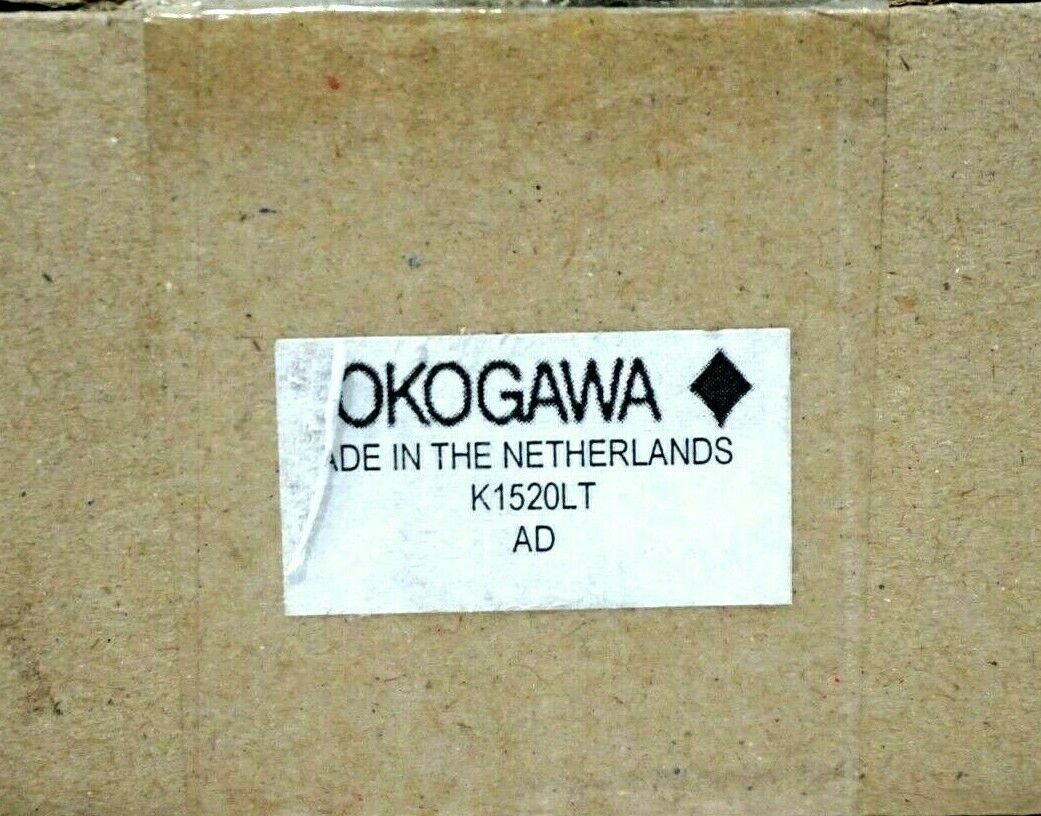 OKOGAWA
ADE IN THE NETHERLANDS
K1520LT
AD